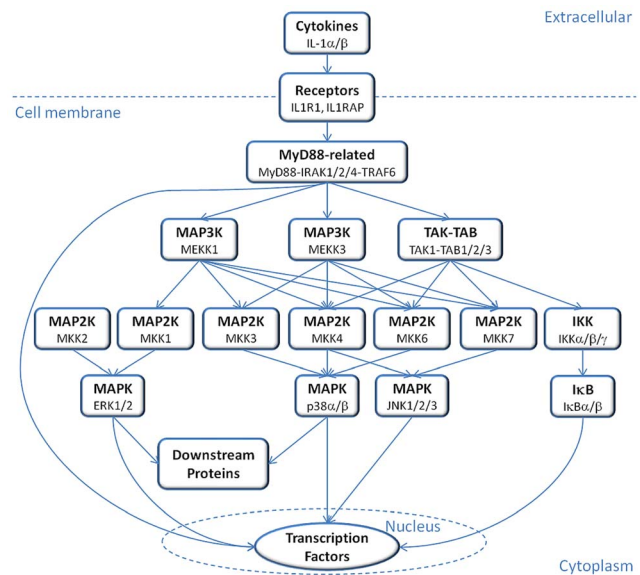 Extracellular
Cytokines
IL-1α/β
Receptors
IL1R1, IL1RAP
Cell membrane
MyD88-related
MyD88-IRAK1/2/4-TRAF6
MAP3K
MEKK1
MAP3K
MEKK3
TAK-TAB
TAK1-TAB1/2/3
MAP2K
MKK2
MAP2K
MKK1
MAP2K
MKK3
MAP2K
MKK4
MAP2K
MKK6
MAP2K
MKK7
IKK
IKKα/β/γ
MAPK
ERK1/2
MAPK
p38α/β
MAPK
JNK1/2/3
IκB
IκBα/β
Downstream
Proteins
Nucleus
Transcription
Factors
Cytoplasm